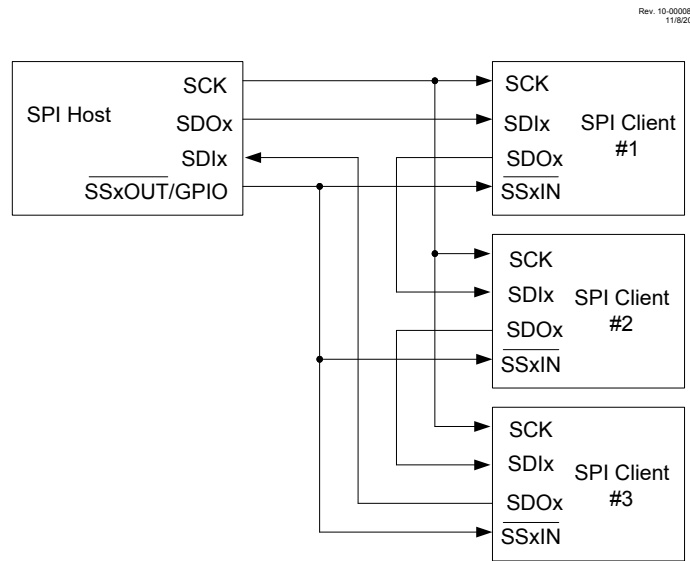 Rev. 10-00008
11/8/20
SPI Host
SCK
SDOx
SDIx
SSxOUT/GPIO
SCK
SDIx
SDOx
SSxIN
SPI Client
#1
SCK
SDIx
SDOx
SSxIN
SPI Client
#2
SCK
SDIx
SDOx
SSxIN
SPI Client
#3